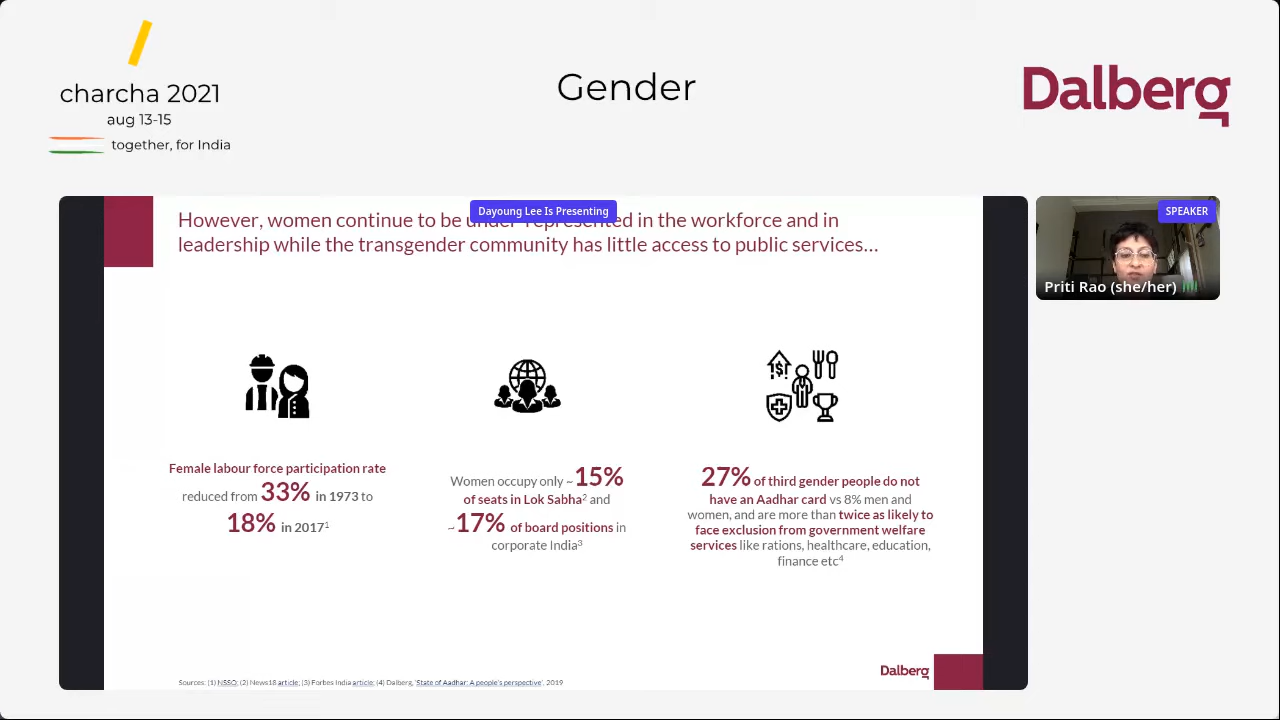 charcha 2021
aug 13-15
together, for India
Gender
Dalberg
Dayoung Lee Is Presenting
However, women continue to be under-represented in the workforce and in
leadership while the transgender community has little access to public services...
SPEAKER
Priti Rao (she/her)
Female labour force participation rate
reduced from 33% in 1973 to
18% in 2017¹
Women occupy only ~15%
of seats in Lok Sabha² and
~17% of board positions in
corporate India³
27% of third gender people do not
have an Aadhar card vs 8% men and
women, and are more than twice as likely to
face exclusion from government welfare
services like rations, healthcare, education,
finance etc⁴
Dalberg
Sources: (1) NSSO; (2) News18 article; (3) Forbes India article; (4) Dalberg, 'State of Aadhar: A people's perspective', 2019